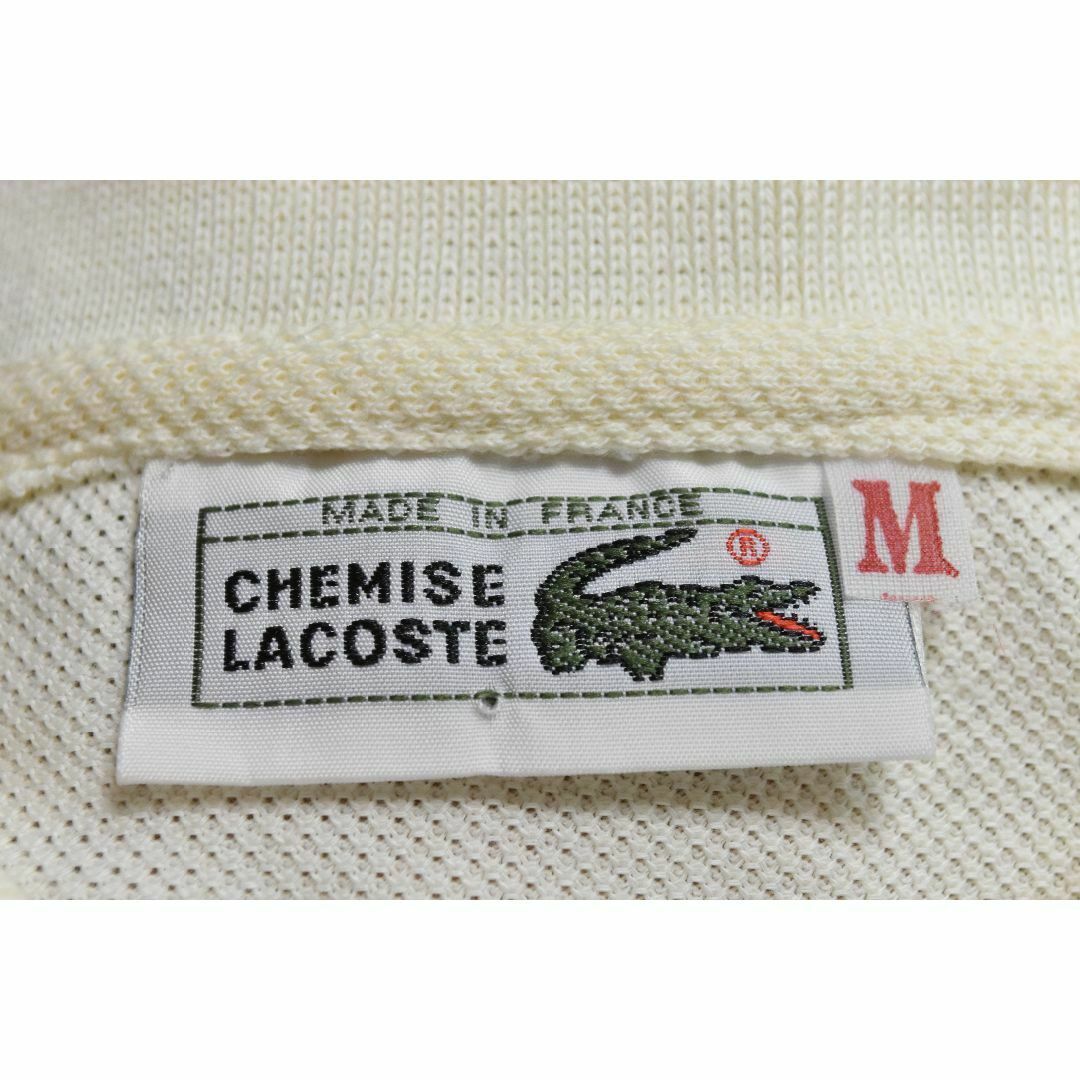 MADE IN FRANCE
CHEMISE
LACOSTE
®
M